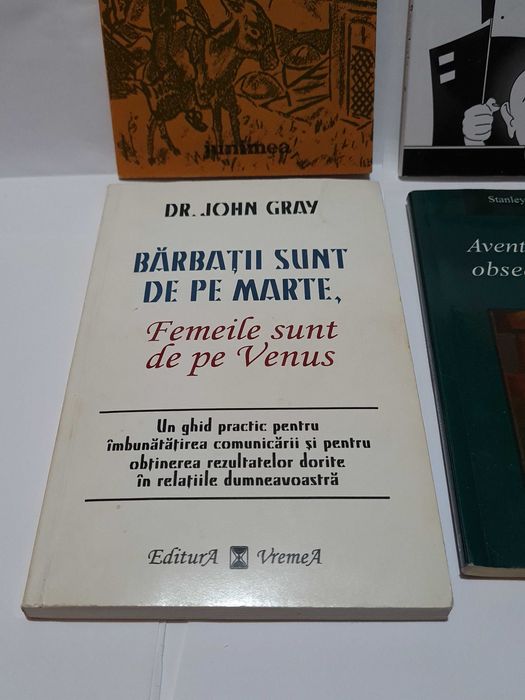 junimea
DR. JOHN GRAY
BĂRBAȚII SUNT
DE PE MARTE,
Femeile sunt
de pe Venus
Un ghid practic pentru
îmbunătățirea comunicării și pentru
obținerea rezultatelor dorite
în relațiile dumneavoastră
EditurA VremeA
Stanley
Avent
obse